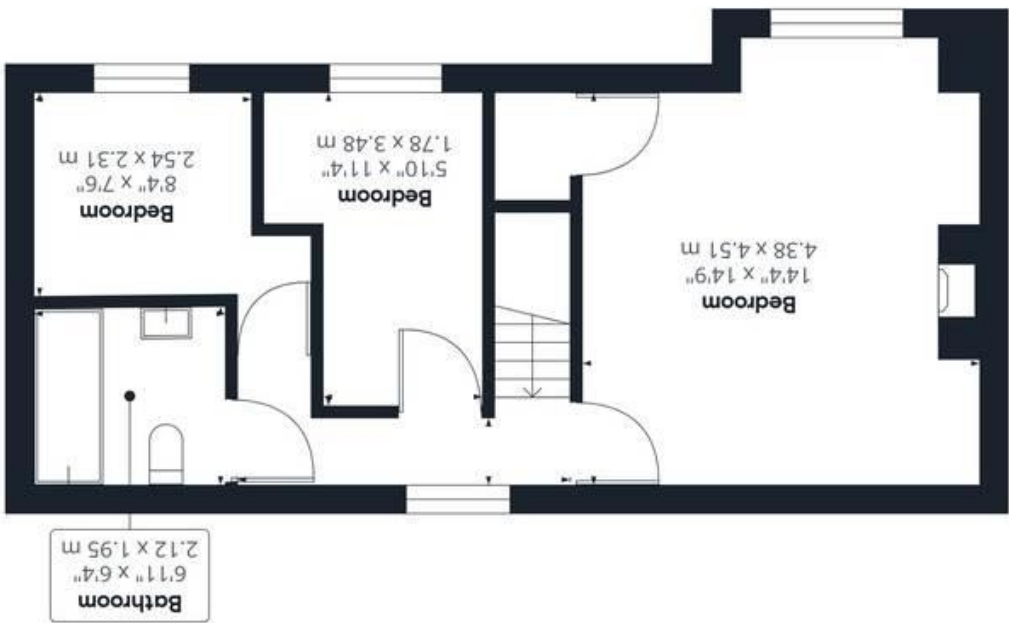 Bathroom
6'11" x 6'4"
2.12 x 1.95 m
Bedroom
14'4" x 14'9"
4.38 x 4.51 m
Bedroom
5'10" x 11'4"
1.78 x 3.48 m
Bedroom
8'4" x 7'6"
2.54 x 2.31 m